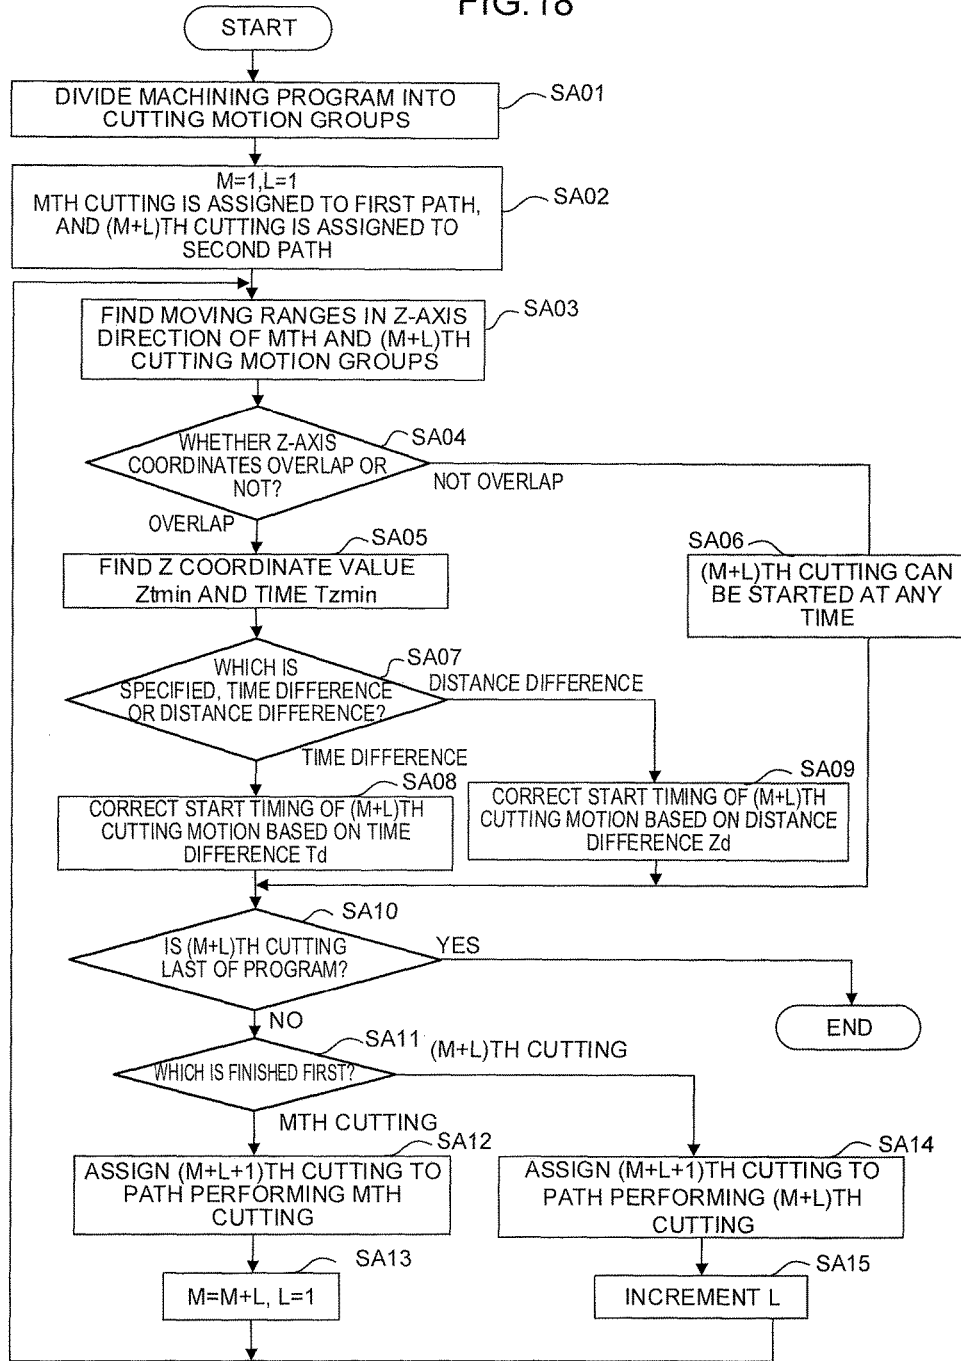 FIG.18
START
DIVIDE MACHINING PROGRAM INTO
CUTTING MOTION GROUPS
SA01
M=1,L=1
MTH CUTTING IS ASSIGNED TO FIRST PATH,
AND (M+L)TH CUTTING IS ASSIGNED TO
SECOND PATH
SA02
FIND MOVING RANGES IN Z-AXIS
DIRECTION OF MTH AND (M+L)TH
CUTTING MOTION GROUPS
SA03
WHETHER Z-AXIS
COORDINATES OVERLAP OR
NOT?
SA04
NOT OVERLAP
OVERLAP
SA05
FIND Z COORDINATE VALUE
Ztmin AND TIME Tzmin
SA06
(M+L)TH CUTTING CAN
BE STARTED AT ANY
TIME
WHICH IS
SPECIFIED, TIME DIFFERENCE
OR DISTANCE DIFFERENCE?
SA07
DISTANCE DIFFERENCE
TIME DIFFERENCE
SA08
CORRECT START TIMING OF (M+L)TH
CUTTING MOTION BASED ON TIME
DIFFERENCE Td
SA09
CORRECT START TIMING OF (M+L)TH
CUTTING MOTION BASED ON DISTANCE
DIFFERENCE Zd
SA10
IS (M+L)TH CUTTING
LAST OF PROGRAM?
YES
END
NO
SA11
WHICH IS FINISHED FIRST?
(M+L)TH CUTTING
MTH CUTTING
SA12
ASSIGN (M+L+1)TH CUTTING TO
PATH PERFORMING MTH
CUTTING
SA14
ASSIGN (M+L+1)TH CUTTING TO
PATH PERFORMING (M+L)TH
CUTTING
SA13
M=M+L, L=1
SA15
INCREMENT L